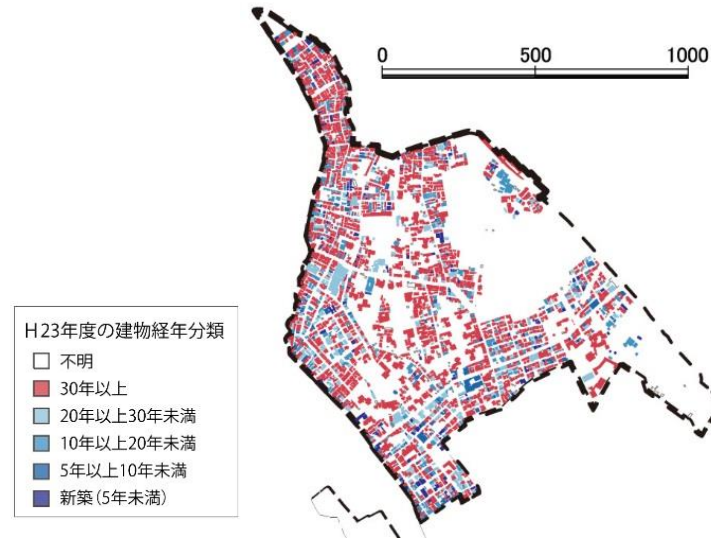 0 500 1000
H23年度の建物経年分類
不明
30年以上
20年以上30年未満
10年以上20年未満
5年以上10年未満
新築(5年未満)